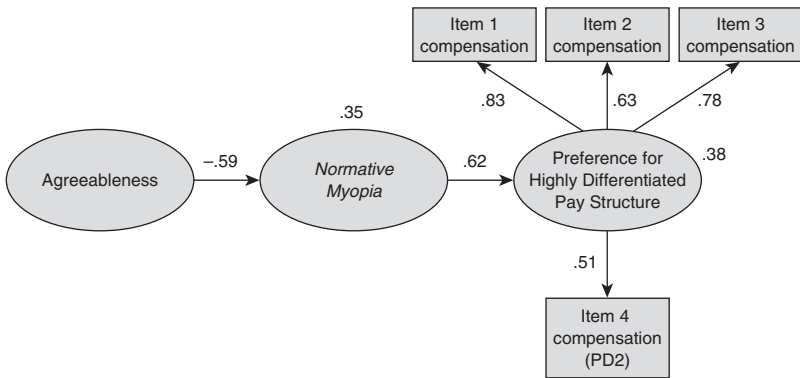 Item 1
compensation
Item 2
compensation
Item 3
compensation
.83
.63
.78
.35
Agreeableness
–.59
Normative
Myopia
.62
Preference for
Highly Differentiated
Pay Structure
.38
.51
Item 4
compensation
(PD2)